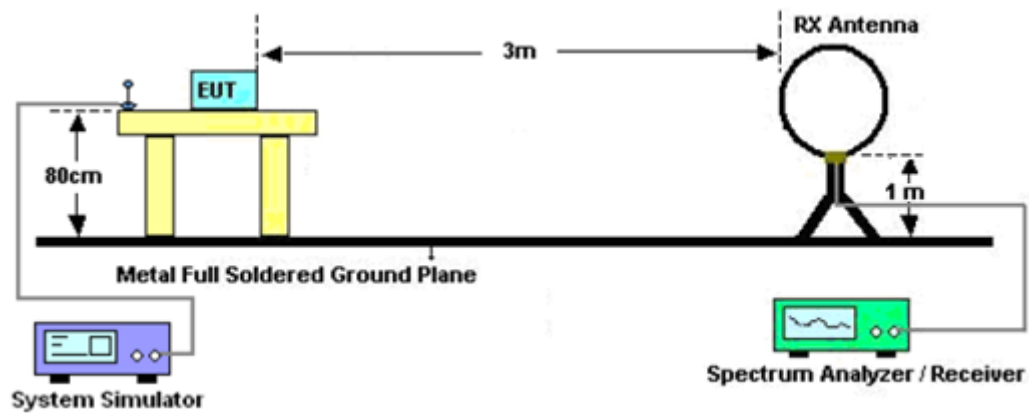 RX Antenna
3m
EUT
80cm
1 m
Metal Full Soldered Ground Plane
System Simulator
Spectrum Analyzer / Receiver